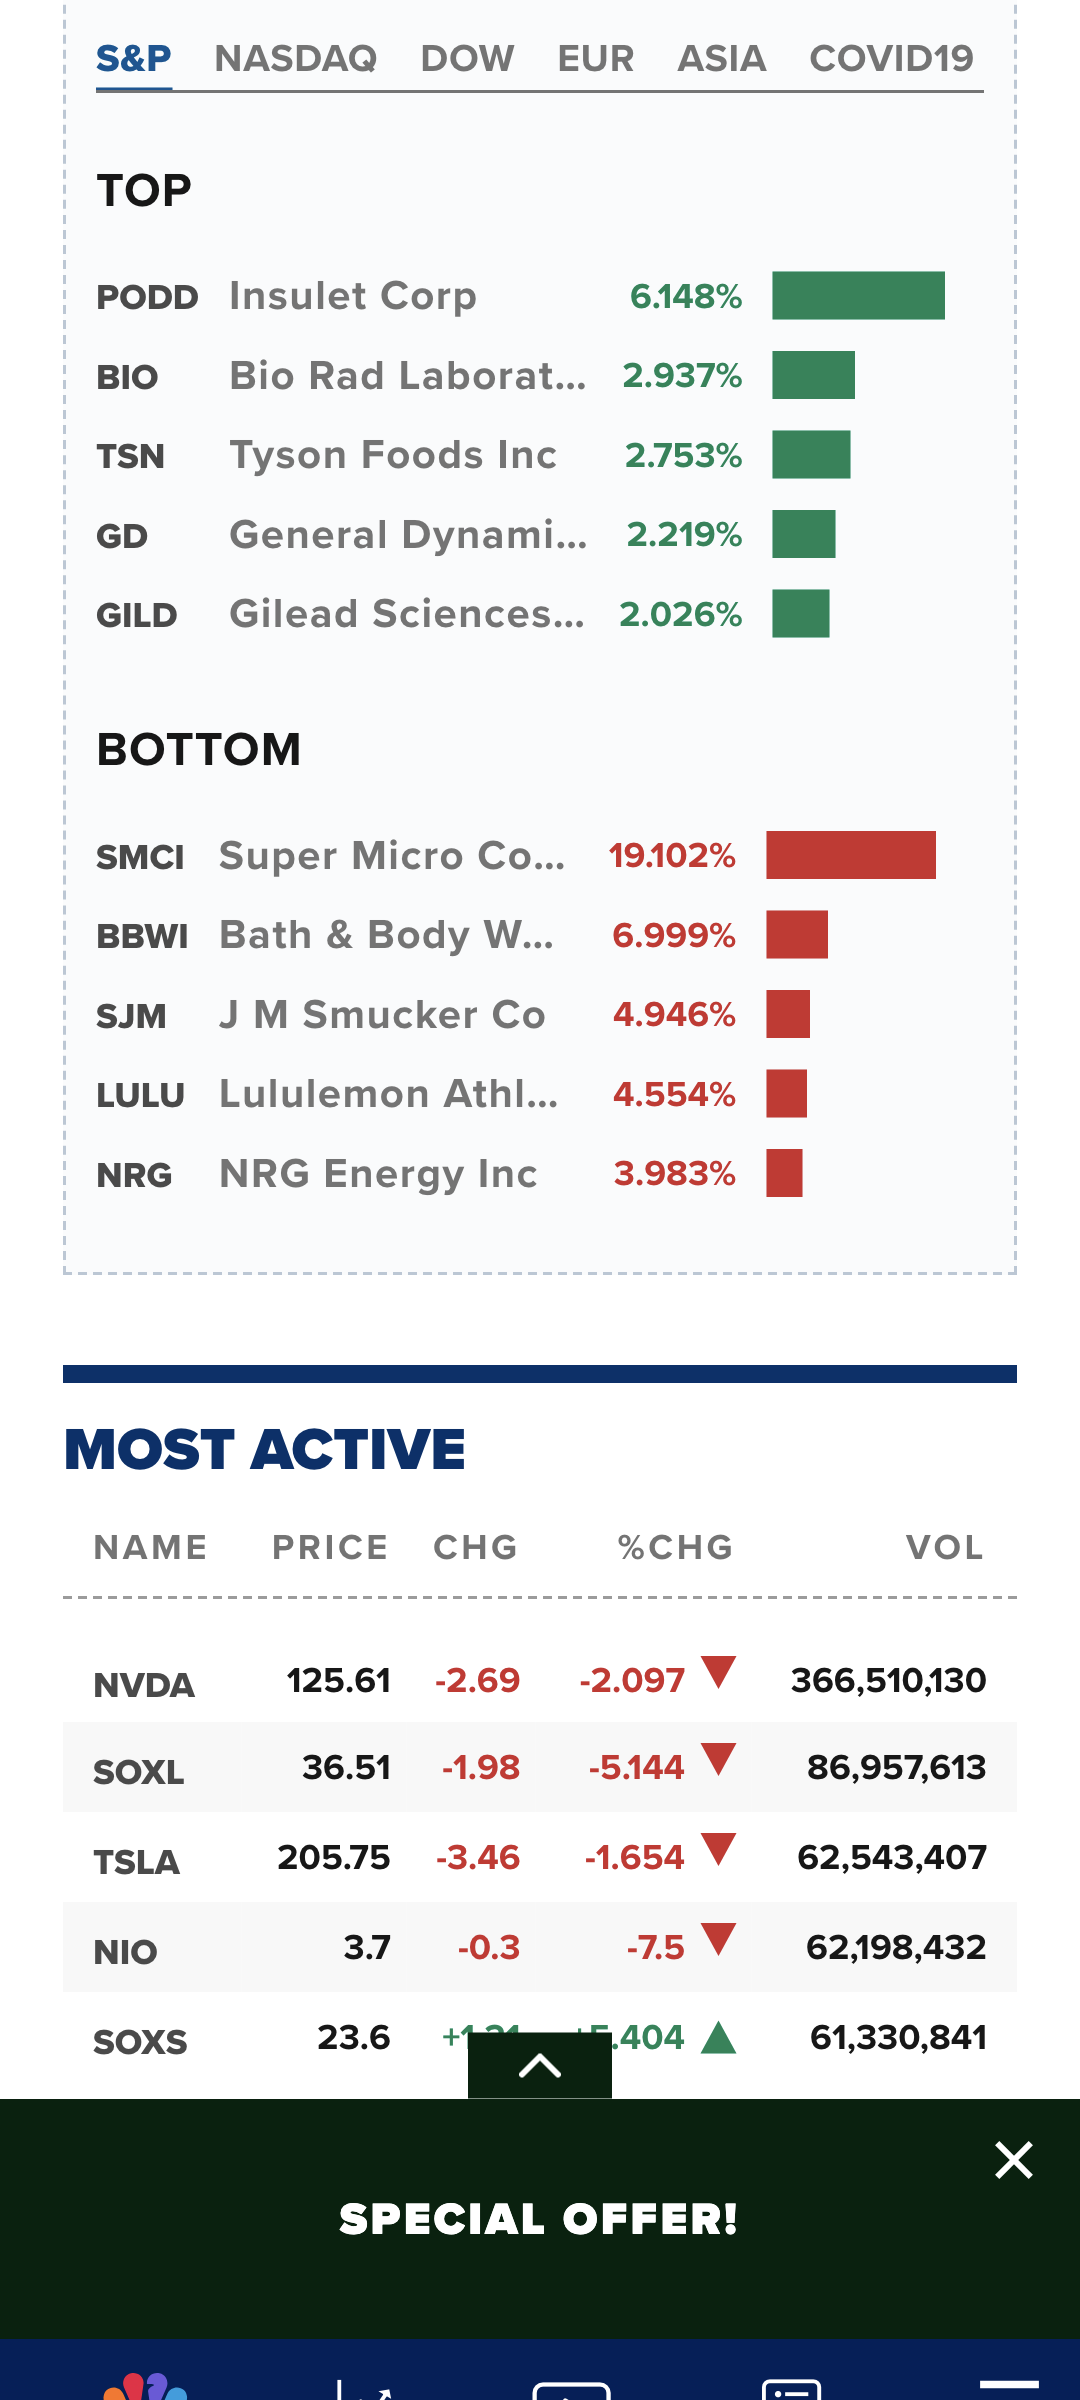 S&P NASDAQ DOW EUR ASIA COVID19
TOP
PODD Insulet Corp 6.148%
BIO Bio Rad Laborat... 2.937%
TSN Tyson Foods Inc 2.753%
GD General Dynami... 2.219%
GILD Gilead Sciences... 2.026%
BOTTOM
SMCI Super Micro Co... 19.102%
BBWI Bath & Body W... 6.999%
SJM J M Smucker Co 4.946%
LULU Lululemon Athl... 4.554%
NRG NRG Energy Inc 3.983%
MOST ACTIVE
NAME PRICE CHG %CHG VOL
NVDA 125.61 -2.69 -2.097 366,510,130
SOXL 36.51 -1.98 -5.144 86,957,613
TSLA 205.75 -3.46 -1.654 62,543,407
NIO 3.7 -0.3 -7.5 62,198,432
SOXS 23.6 61,330,841
SPECIAL OFFER!